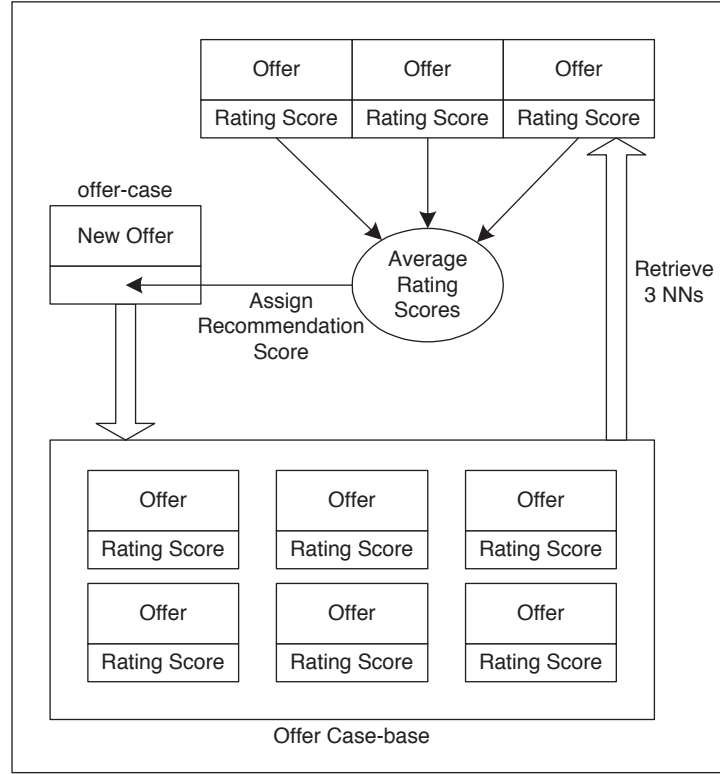 Offer
Offer
Offer
Rating Score
Rating Score
Rating Score
offer-case
New Offer
Average
Rating
Scores
Assign
Recommendation
Score
Retrieve
3 NNs
Offer
Offer
Offer
Rating Score
Rating Score
Rating Score
Offer
Offer
Offer
Rating Score
Rating Score
Rating Score
Offer Case-base